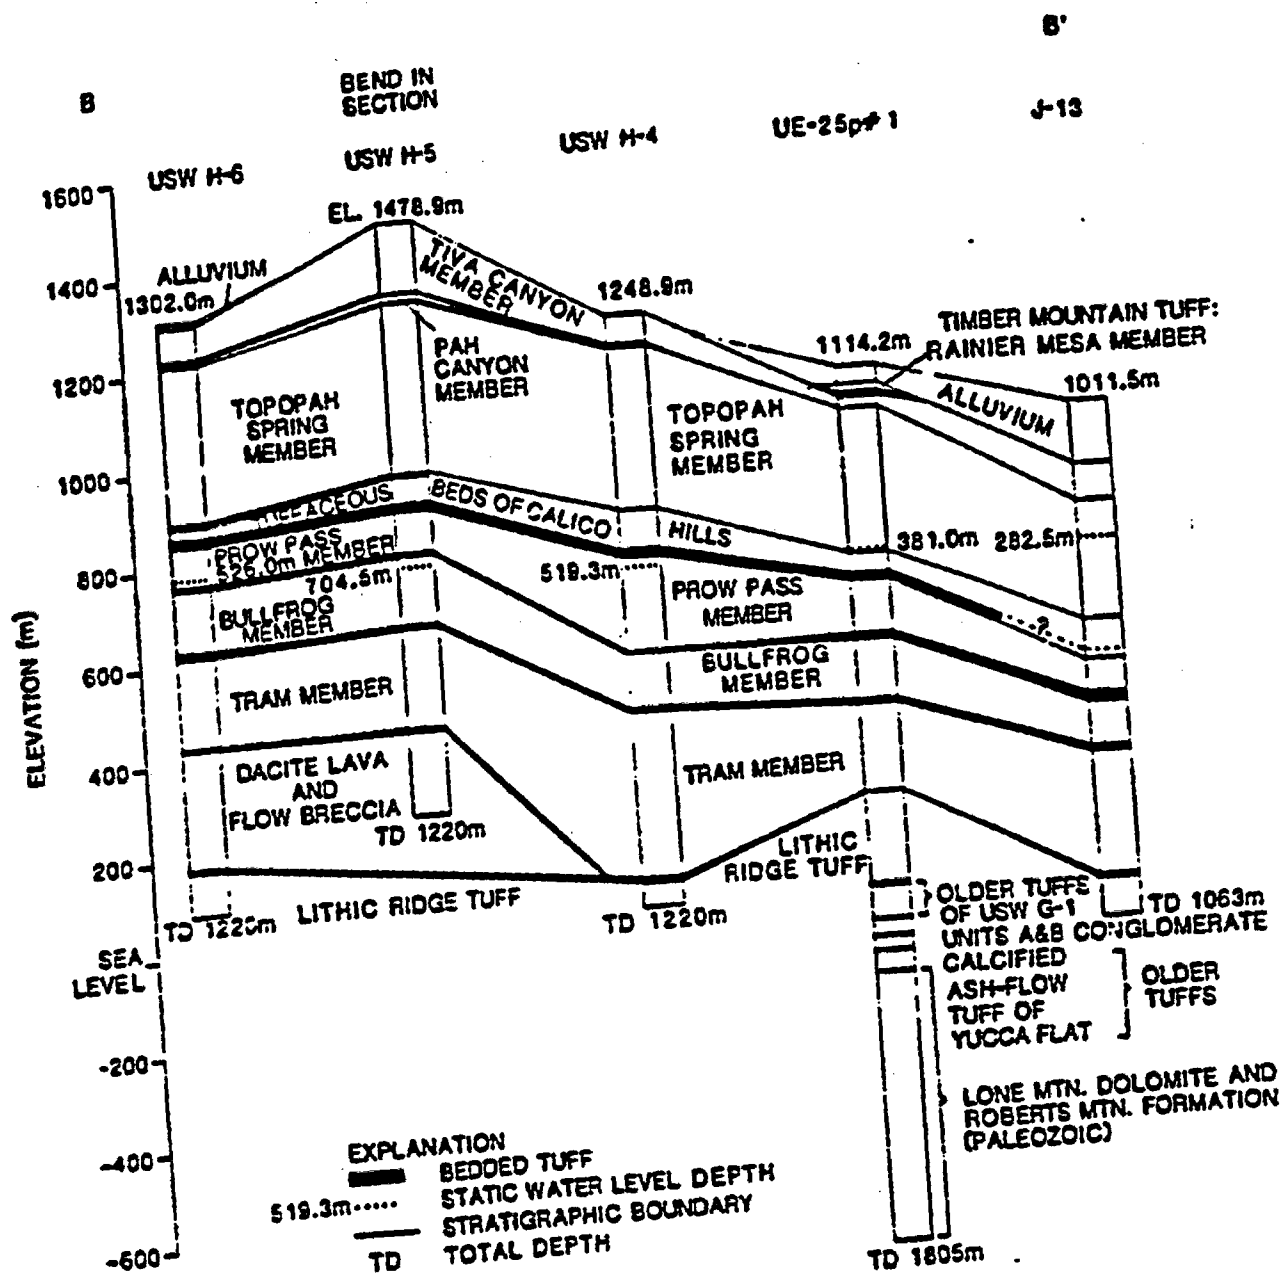 B'
B
BEND IN
SECTION
J-13
UE-25p#1
USW H-4
USW H-5
USW H-6
1600
EL. 1478.9m
ALLUVIUM
1302.0m
TIVA CANYON
MEMBER
1248.9m
1400
TIMBER MOUNTAIN TUFF:
RAINIER MESA MEMBER
1114.2m
1011.5m
PAH
CANYON
MEMBER
1200
ALLUVIUM
TOPOPAH
SPRING
MEMBER
TOPOPAH
SPRING
MEMBER
1000
BEDS OF CALICO
HILLS
381.0m
282.5m
PROW PASS
MEMBER
704.5m
519.3m
800
PROW PASS
MEMBER
BULLFROG
MEMBER
?
ELEVATION (m)
600
BULLFROG
MEMBER
TRAM MEMBER
TRAM MEMBER
400
DACITE LAVA
AND
FLOW BRECCIA
TD 1220m
200
LITHIC
RIDGE TUFF
LITHIC RIDGE TUFF
TD 1220m
TD 1220m
OLDER TUFFS
OF USW G-1
TD 1063m
UNITS A&B CONGLOMERATE
SEA
LEVEL
CALCIFIED
ASH-FLOW
TUFF OF
YUCCA FLAT
OLDER
TUFFS
-200
LONE MTN. DOLOMITE AND
ROBERTS MTN. FORMATION
(PALEOZOIC)
-400
EXPLANATION
BEDDED TUFF
519.3m
STATIC WATER LEVEL DEPTH
STRATIGRAPHIC BOUNDARY
TD
TOTAL DEPTH
-600
TD 1805m